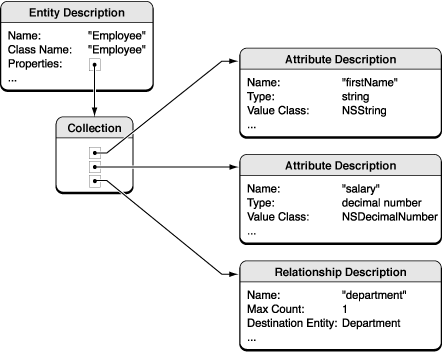 Entity Description
Name: "Employee"
Class Name: "Employee"
Properties:
...
Collection
Attribute Description
Name: "firstName"
Type: string
Value Class: NSString
...
Attribute Description
Name: "salary"
Type: decimal number
Value Class: NSDecimalNumber
...
Relationship Description
Name: "department"
Max Count: 1
Destination Entity: Department
...